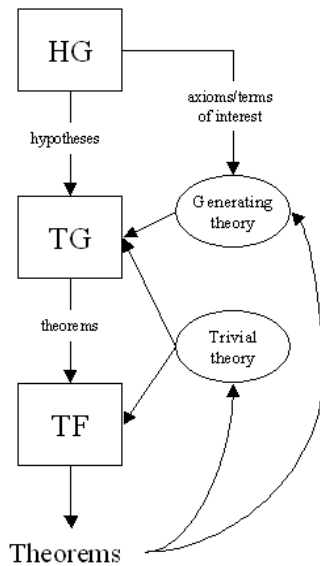 HG
axioms/terms
of interest
hypotheses
Generating
theory
TG
theorems
Trivial
theory
TF
Theorems